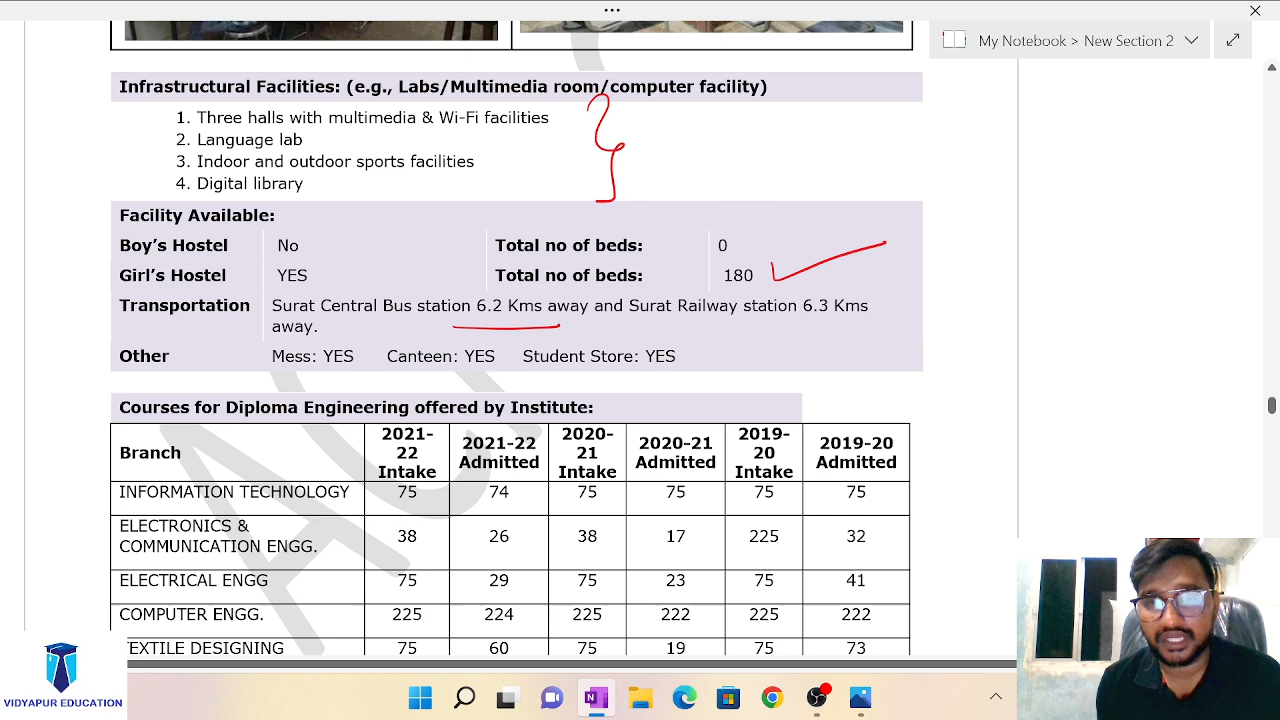 My Notebook > New Section 2
Infrastructural Facilities: (e.g., Labs/Multimedia room/computer facility)
1. Three halls with multimedia & Wi-Fi facilities
2. Language lab
3. Indoor and outdoor sports facilities
4. Digital library
Facility Available:
Boy's Hostel No Total no of beds: 0
Girl's Hostel YES Total no of beds: 180
Transportation Surat Central Bus station 6.2 Kms away and Surat Railway station 6.3 Kms
away.
Other Mess: YES Canteen: YES Student Store: YES
Courses for Diploma Engineering offered by Institute:
Branch 2021-22 Intake 2021-22 Admitted 2020-21 Intake 2020-21 Admitted 2019-20 Intake 2019-20 Admitted
INFORMATION TECHNOLOGY 75 74 75 75 75 75
ELECTRONICS &
COMMUNICATION ENGG. 38 26 38 17 225 32
ELECTRICAL ENGG 75 29 75 23 75 41
COMPUTER ENGG. 225 224 225 222 225 222
TEXTILE DESIGNING 75 60 75 19 75 73
VIDYAPUR EDUCATION